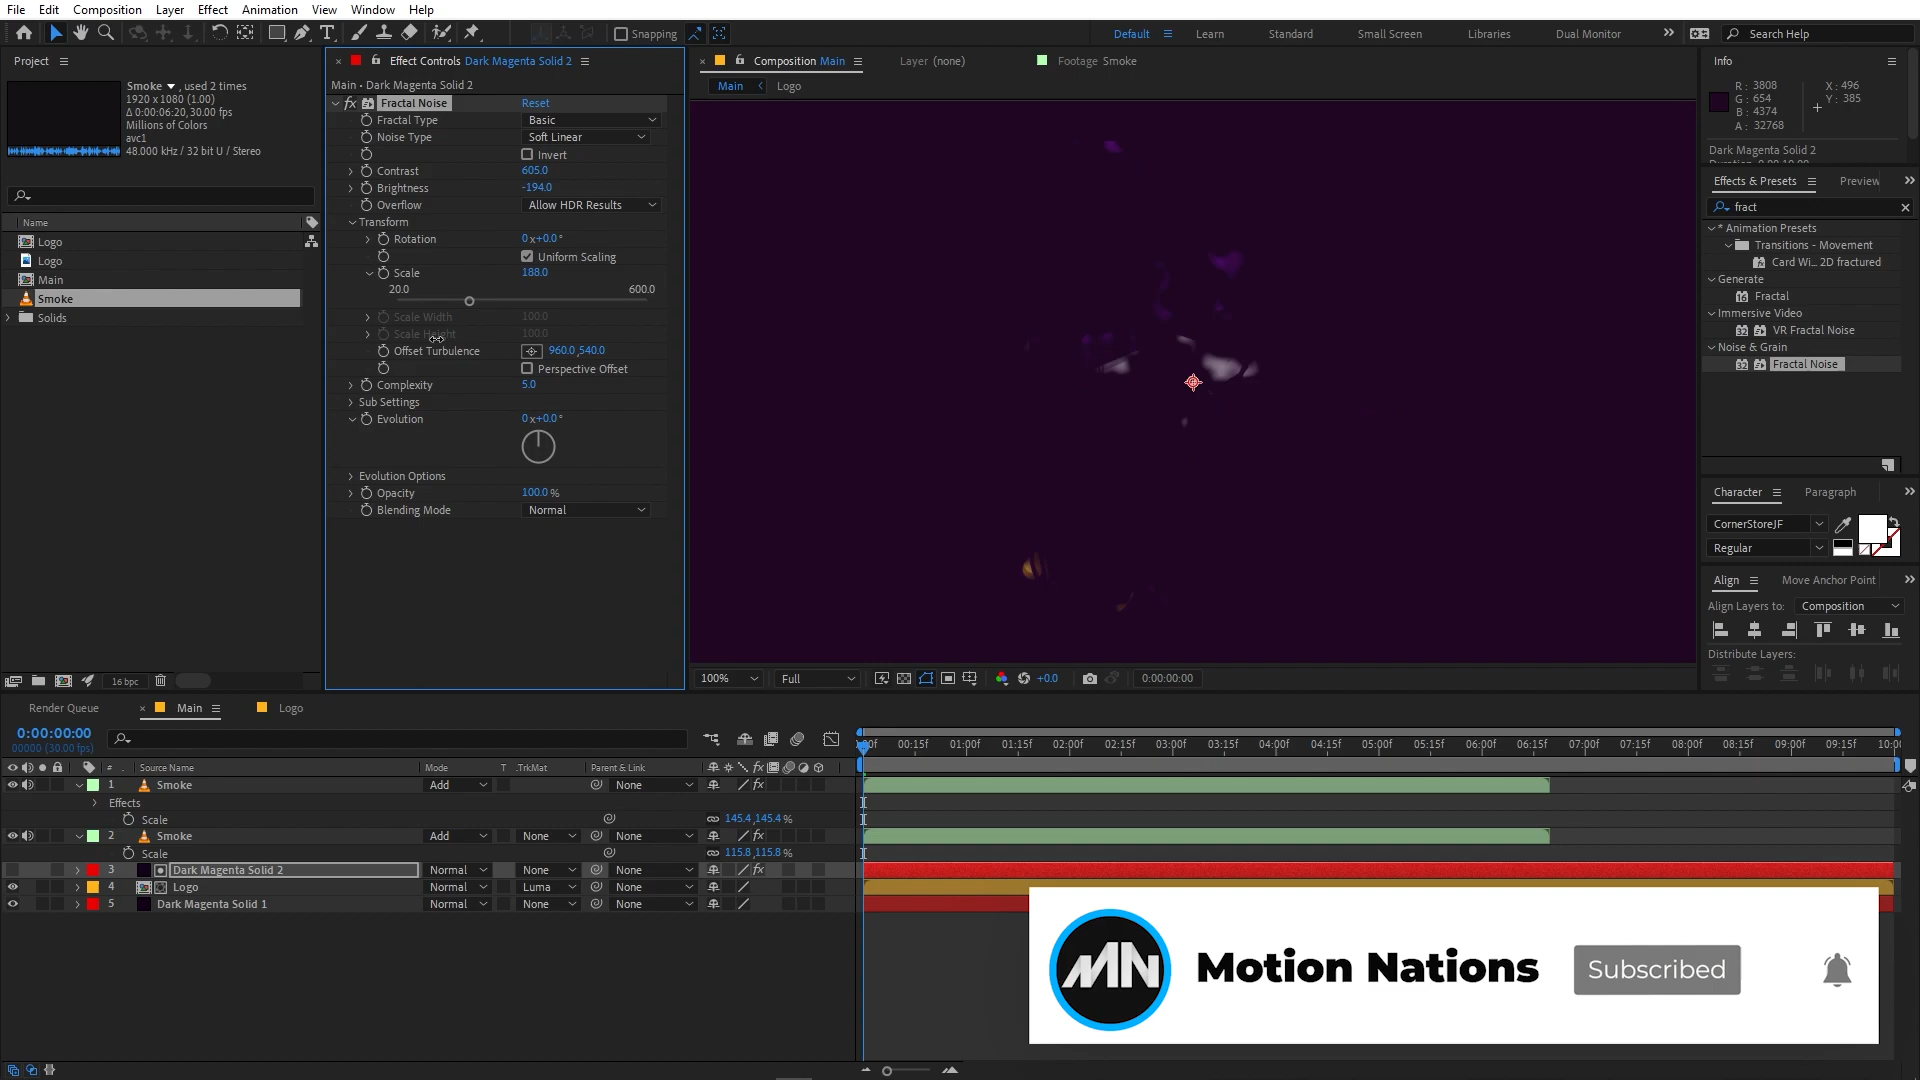 File Edit Composition Layer Effect Animation View Window Help
Snapping Default Learn Standard Small Screen Libraries Dual Monitor Search Help
Project
Smoke , used 2 times
1920 x 1080 (1.00)
Δ 0:00:06:20, 30.00 fps
Millions of Colors
avc1
48.000 kHz / 32 bit U / Stereo
Name
Logo
Logo
Main
Smoke
Solids
16 bpc
Effect Controls Dark Magenta Solid 2
Main • Dark Magenta Solid 2
fx Fractal Noise Reset
Fractal Type Basic
Noise Type Soft Linear
Invert
Contrast 605.0
Brightness -194.0
Overflow Allow HDR Results
Transform
Rotation 0 x+0.0 °
Uniform Scaling
Scale 188.0
20.0 600.0
Scale Width 100.0
Scale Height 100.0
Offset Turbulence 960.0 ,540.0
Perspective Offset
Complexity 5.0
Sub Settings
Evolution 0 x+0.0 °
Evolution Options
Opacity 100.0 %
Blending Mode Normal
Composition Main Layer (none) Footage Smoke
Main Logo
100% Full +0.0 0:00:00:00
Info
R : 3808 X : 496
G : 654 Y : 385
B : 4374
A : 32768
Dark Magenta Solid 2
Effects & Presets Preview
fract
* Animation Presets
Transitions - Movement
Card Wi... 2D fractured
Generate
16 Fractal
Immersive Video
32 VR Fractal Noise
Noise & Grain
32 Fractal Noise
Character Paragraph
CornerStoreJF
Regular
Align Move Anchor Point
Align Layers to: Composition
Distribute Layers:
Render Queue Main Logo
0:00:00:00
00000 (30.00 fps)
00:15f 01:00f 01:15f 02:00f 02:15f 03:00f 03:15f 04:00f 04:15f 05:00f 05:15f 06:00f 06:15f 07:00f 07:15f 08:00f 08:15f 09:00f 09:15f 10:0
# Source Name Mode T .TrkMat Parent & Link
1 Smoke Add None
Effects
Scale 145.4 ,145.4 %
2 Smoke Add None None
Scale 115.8 ,115.8 %
3 Dark Magenta Solid 2 Normal None None
4 Logo Normal Luma None
5 Dark Magenta Solid 1 Normal None None
MN Motion Nations Subscribed